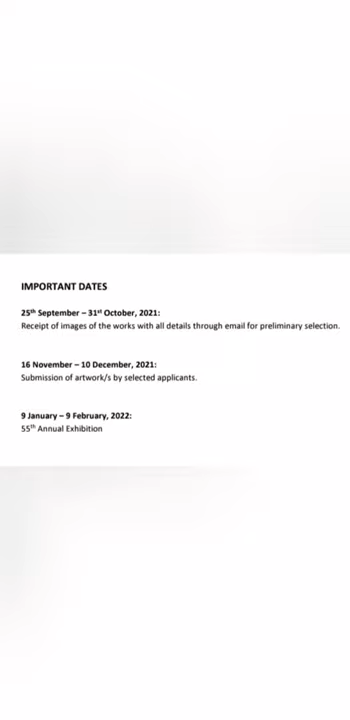 IMPORTANT DATES
25th September – 31st October, 2021:
Receipt of images of the works with all details through email for preliminary selection.
16 November – 10 December, 2021:
Submission of artwork/s by selected applicants.
9 January – 9 February, 2022:
55th Annual Exhibition